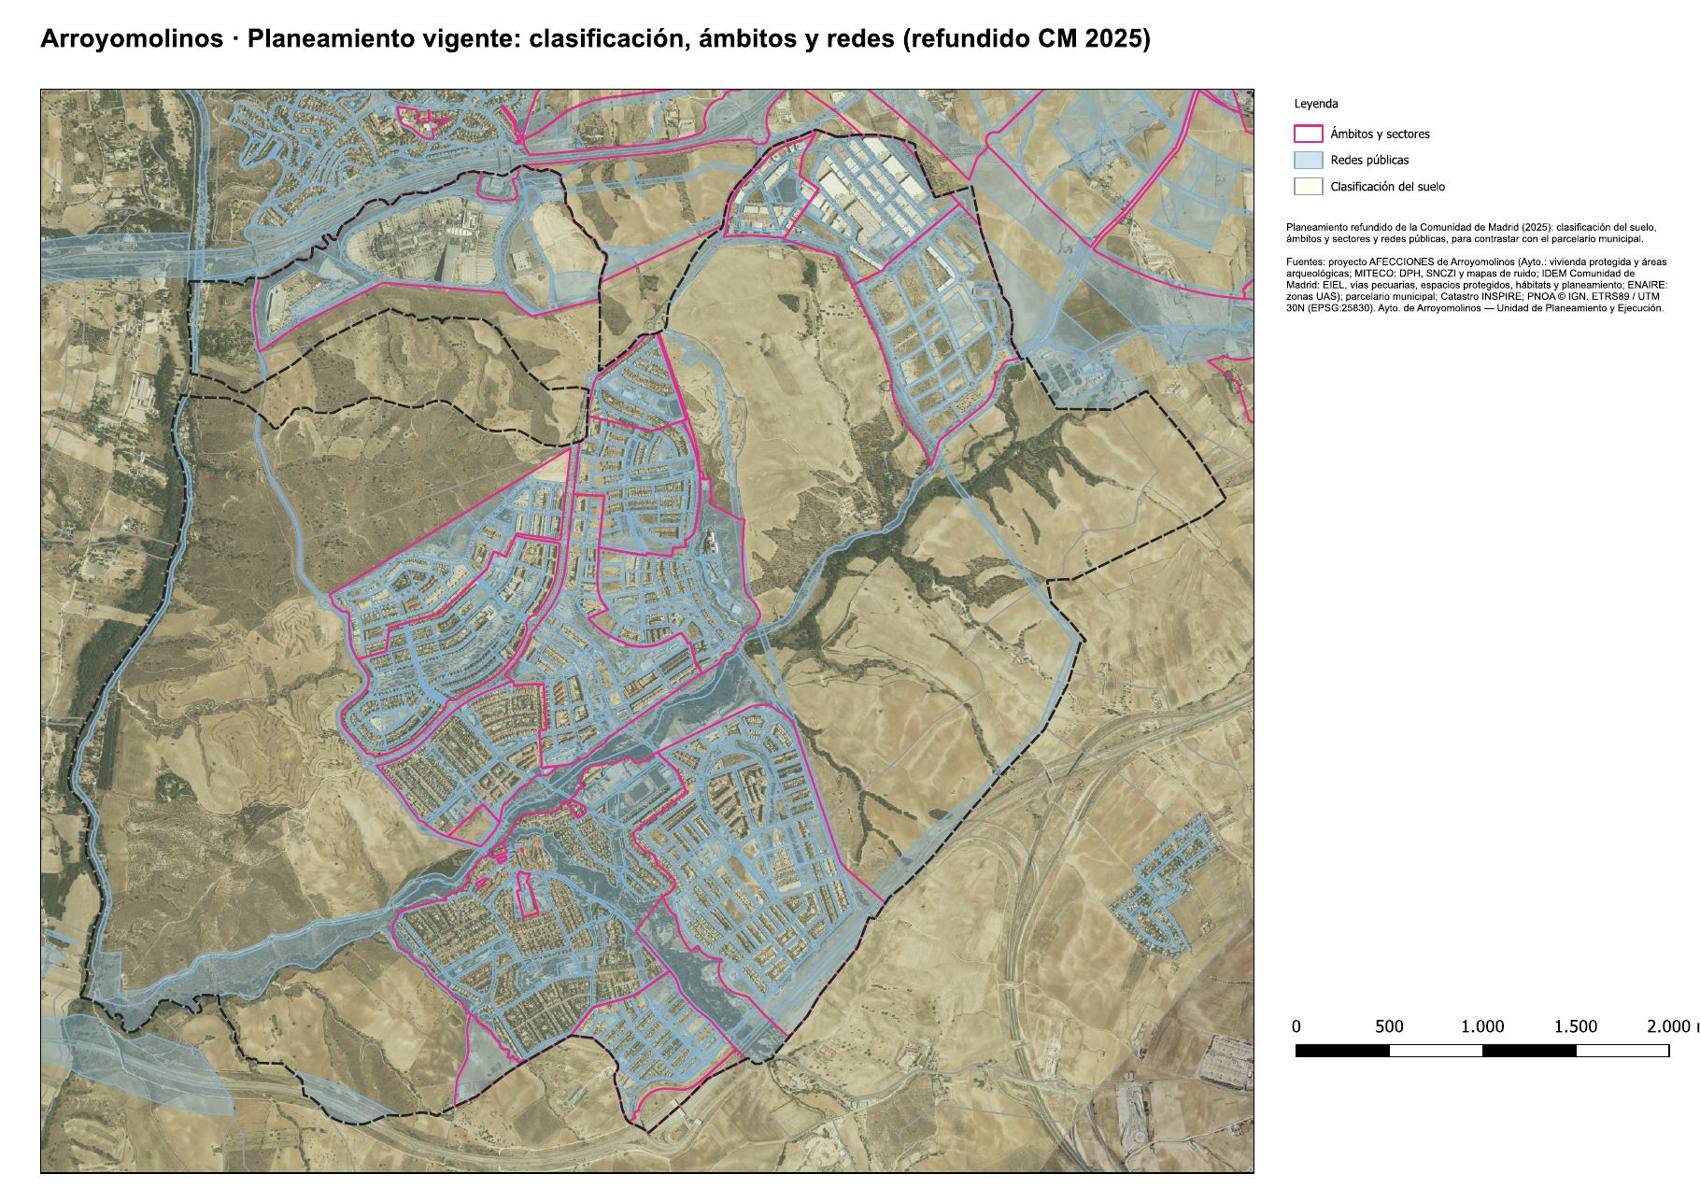 Arroyomolinos · Planeamiento vigente: clasificación, ámbitos y redes (refundido CM 2025)
Leyenda
Ámbitos y sectores
Redes públicas
Clasificación del suelo
Planeamiento refundido de la Comunidad de Madrid (2025): clasificación del suelo,
ámbitos y sectores y redes públicas, para contrastar con el parcelario municipal.
Fuentes: proyecto AFECCIONES de Arroyomolinos (Ayto.: vivienda protegida y áreas
arqueológicas; MITECO: DPH, SNCZI y mapas de ruido; IDEM Comunidad de
Madrid: EIEL, vías pecuarias, espacios protegidos, hábitats y planeamiento; ENAIRE:
zonas UAS); parcelario municipal; Catastro INSPIRE; PNOA © IGN. ETRS89 / UTM
30N (EPSG:25830). Ayto. de Arroyomolinos — Unidad de Planeamiento y Ejecución.
0 500 1.000 1.500 2.000